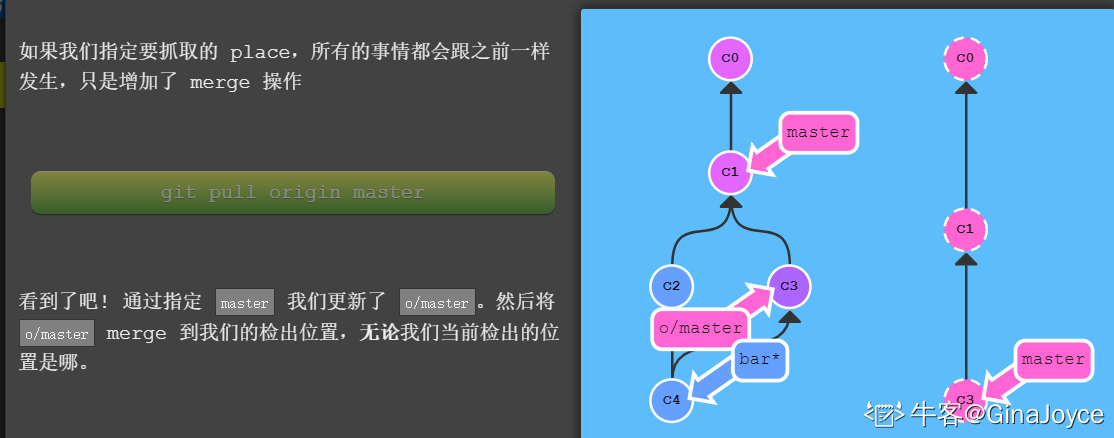 如果我们指定要抓取的 place，所有的事情都会跟之前一样
发生，只是增加了 merge 操作
git pull origin master
看到了吧! 通过指定 master 我们更新了 o/master。然后将
o/master merge 到我们的检出位置，无论我们当前检出的位
置是哪。
C0
master
C1
C2
C3
o/master
bar*
C4
C0
C1
master
C3
牛客@GinaJoyce